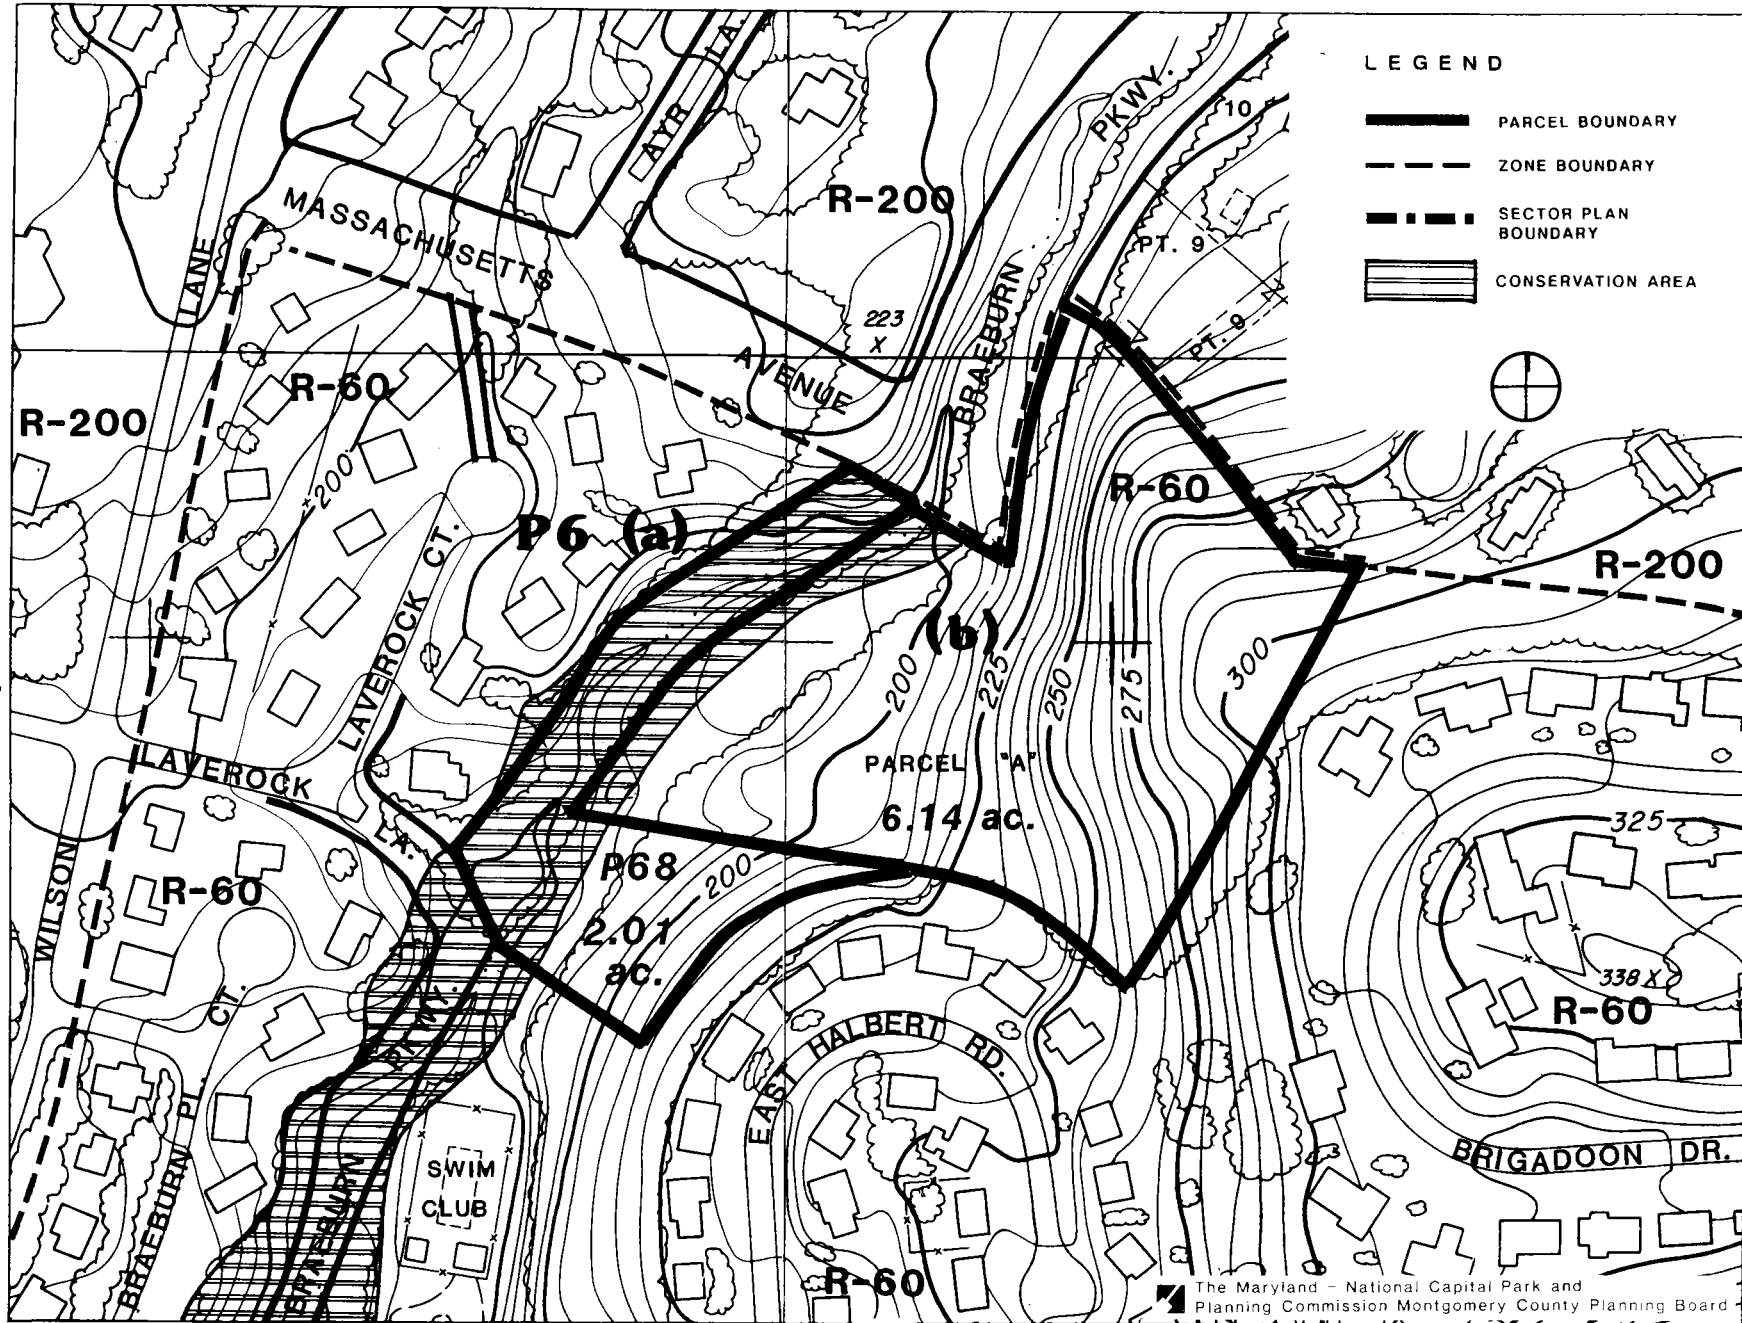 LEGEND
PARCEL BOUNDARY
ZONE BOUNDARY
SECTOR PLAN
BOUNDARY
CONSERVATION AREA
AYR LA.
PKWY.
10
MASSACHUSETTS
AVENUE
R-200
LANE
PT. 9
BRAEBURN
223
X
PT. 9
R-60
R-200
200
R-60
P6 (a)
LAVEROCK CT.
R-200
(b)
200
225
250
275
300
LAVEROCK
LA.
PARCEL "A"
6.14 ac.
325
WILSON
R-60
P68
200
2.01
ac.
338 X
R-60
CT.
PKWY.
EAST HALBERT RD.
BRAEBURN PL.
BRAEBURN
SWIM
CLUB
BRIGADOON DR.
R-60
The Maryland - National Capital Park and
Planning Commission Montgomery County Planning Board